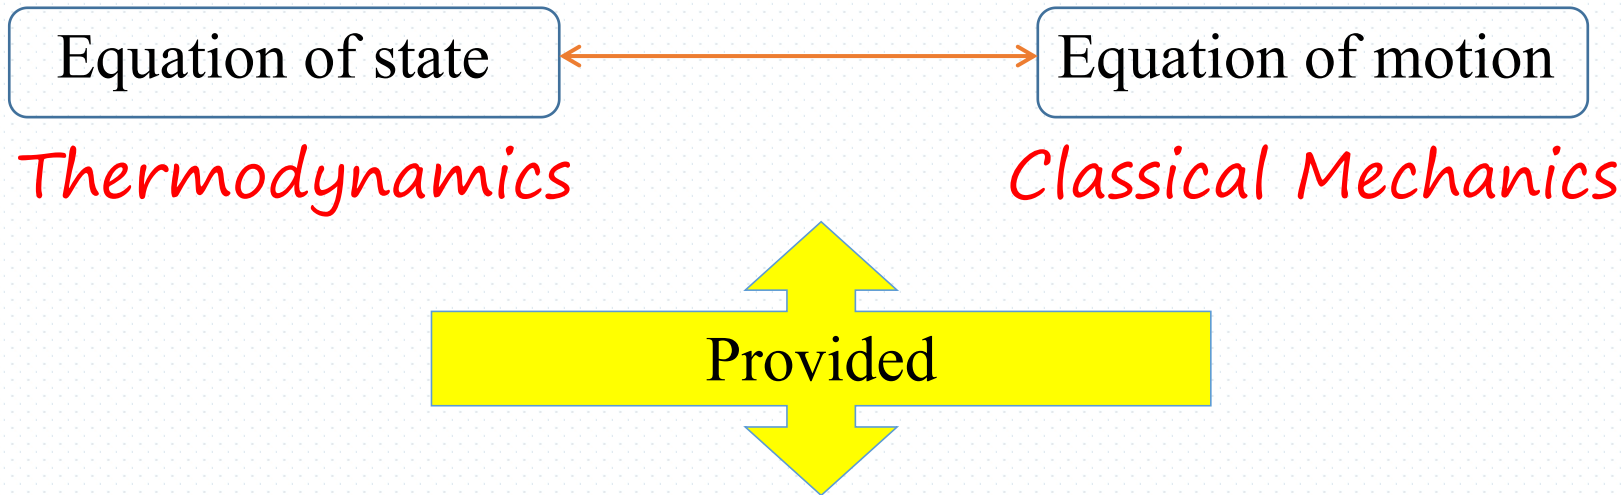 Equation of state
Equation of motion
Thermodynamics
Classical Mechanics
Provided